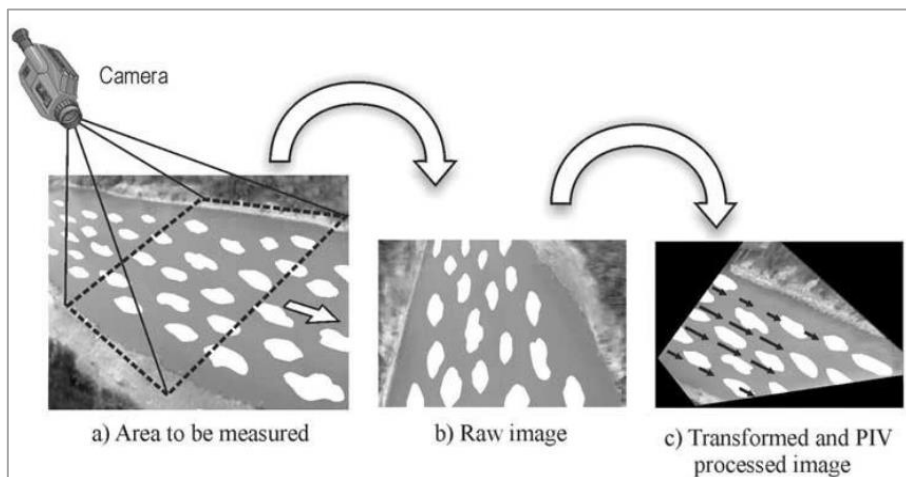 Camera
a) Area to be measured
b) Raw image
c) Transformed and PIV
processed image